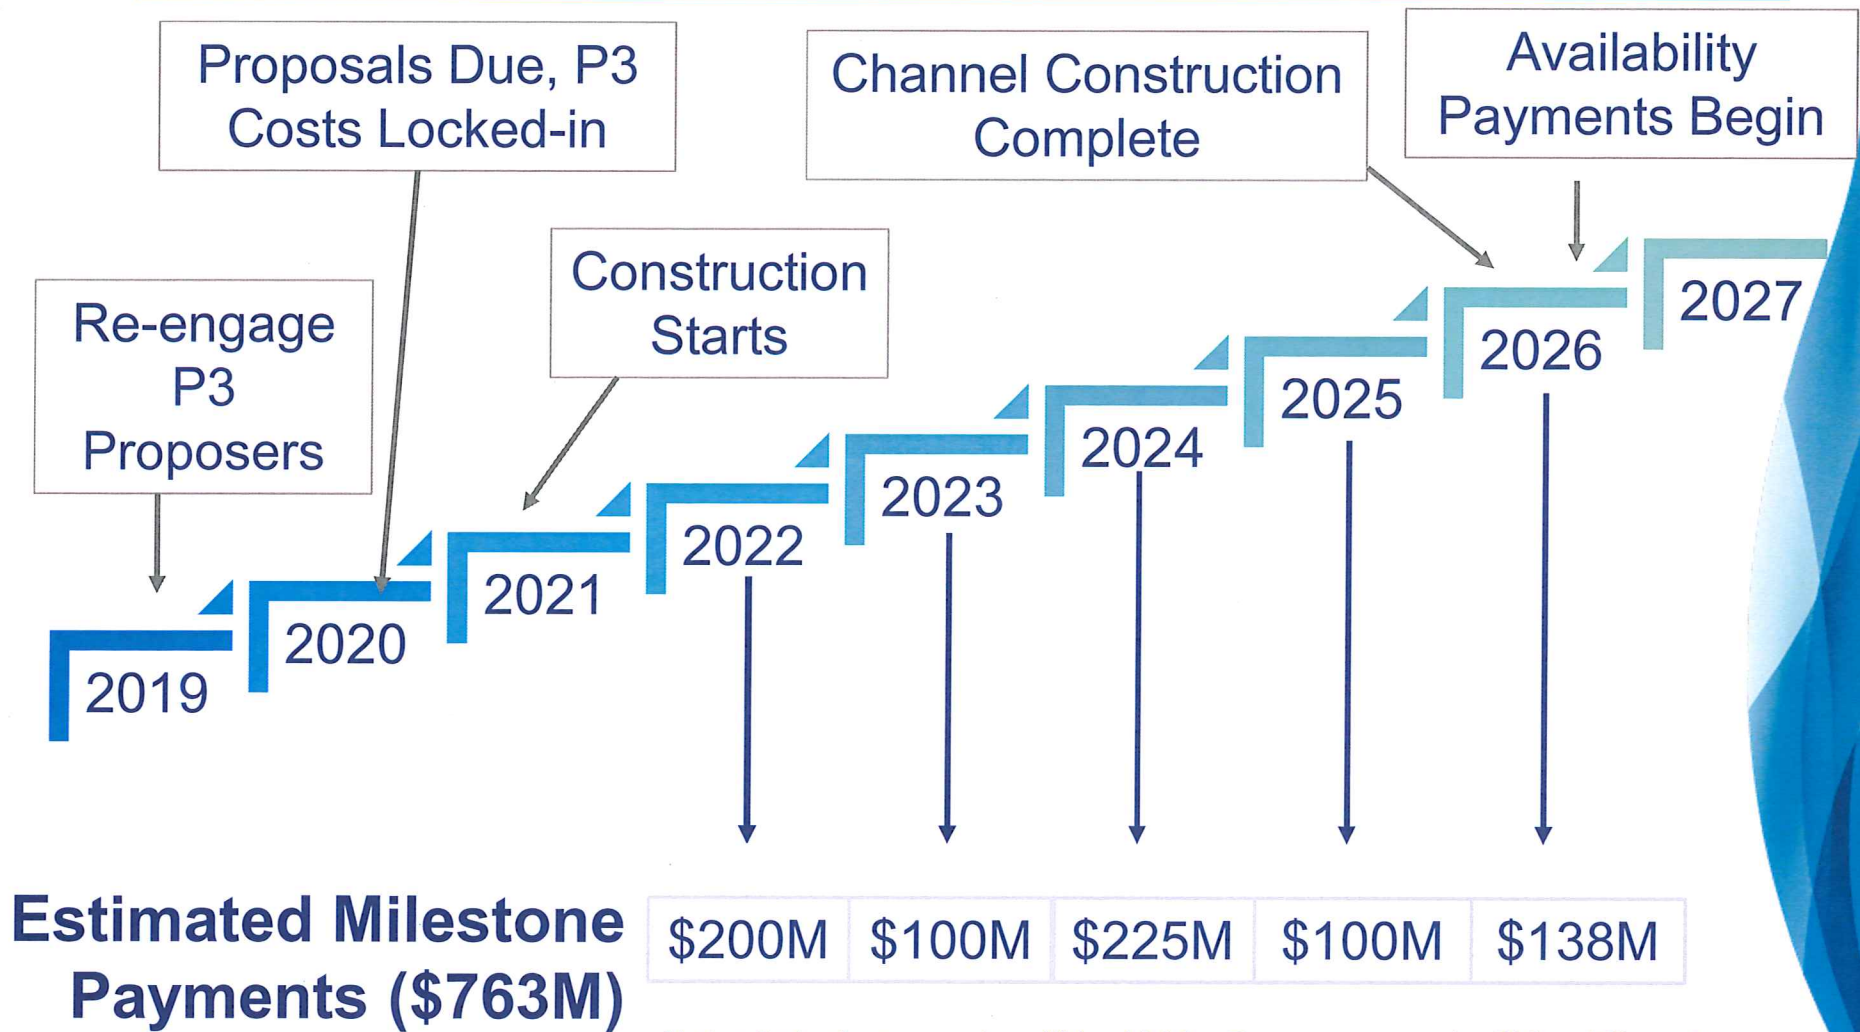 Proposals Due, P3
Costs Locked-in
Channel Construction
Complete
Availability
Payments Begin
Construction
Starts
Re-engage
P3
Proposers
2019
2020
2021
2022
2023
2024
2025
2026
2027
Estimated Milestone
Payments ($763M)
$200M
$100M
$225M
$100M
$138M